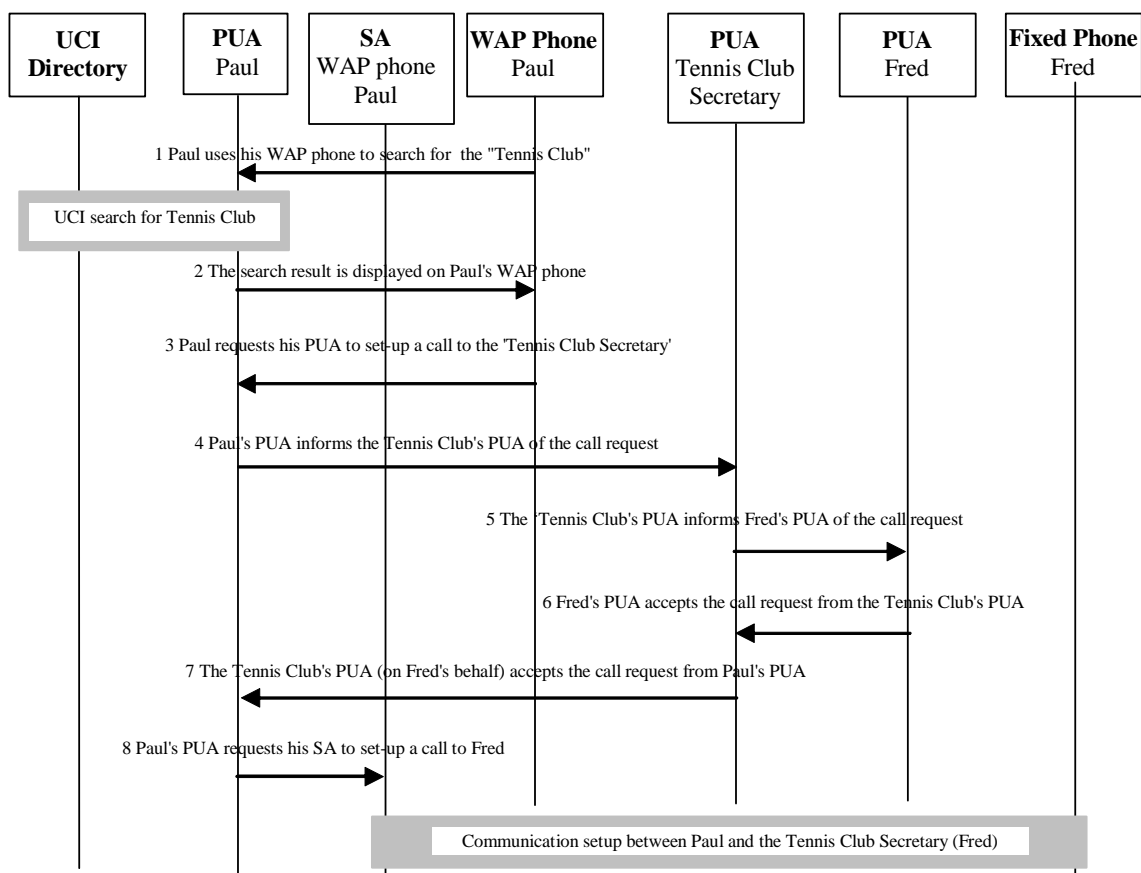 UCI
Directory
PUA
Paul
SA
WAP phone
Paul
WAP Phone
Paul
PUA
Tennis Club
Secretary
PUA
Fred
Fixed Phone
Fred
1 Paul uses his WAP phone to search for the "Tennis Club"
UCI search for Tennis Club
2 The search result is displayed on Paul's WAP phone
3 Paul requests his PUA to set-up a call to the 'Tennis Club Secretary'
4 Paul's PUA informs the Tennis Club's PUA of the call request
5 The 'Tennis Club's PUA informs Fred's PUA of the call request
6 Fred's PUA accepts the call request from the Tennis Club's PUA
7 The Tennis Club's PUA (on Fred's behalf) accepts the call request from Paul's PUA
8 Paul's PUA requests his SA to set-up a call to Fred
Communication setup between Paul and the Tennis Club Secretary (Fred)